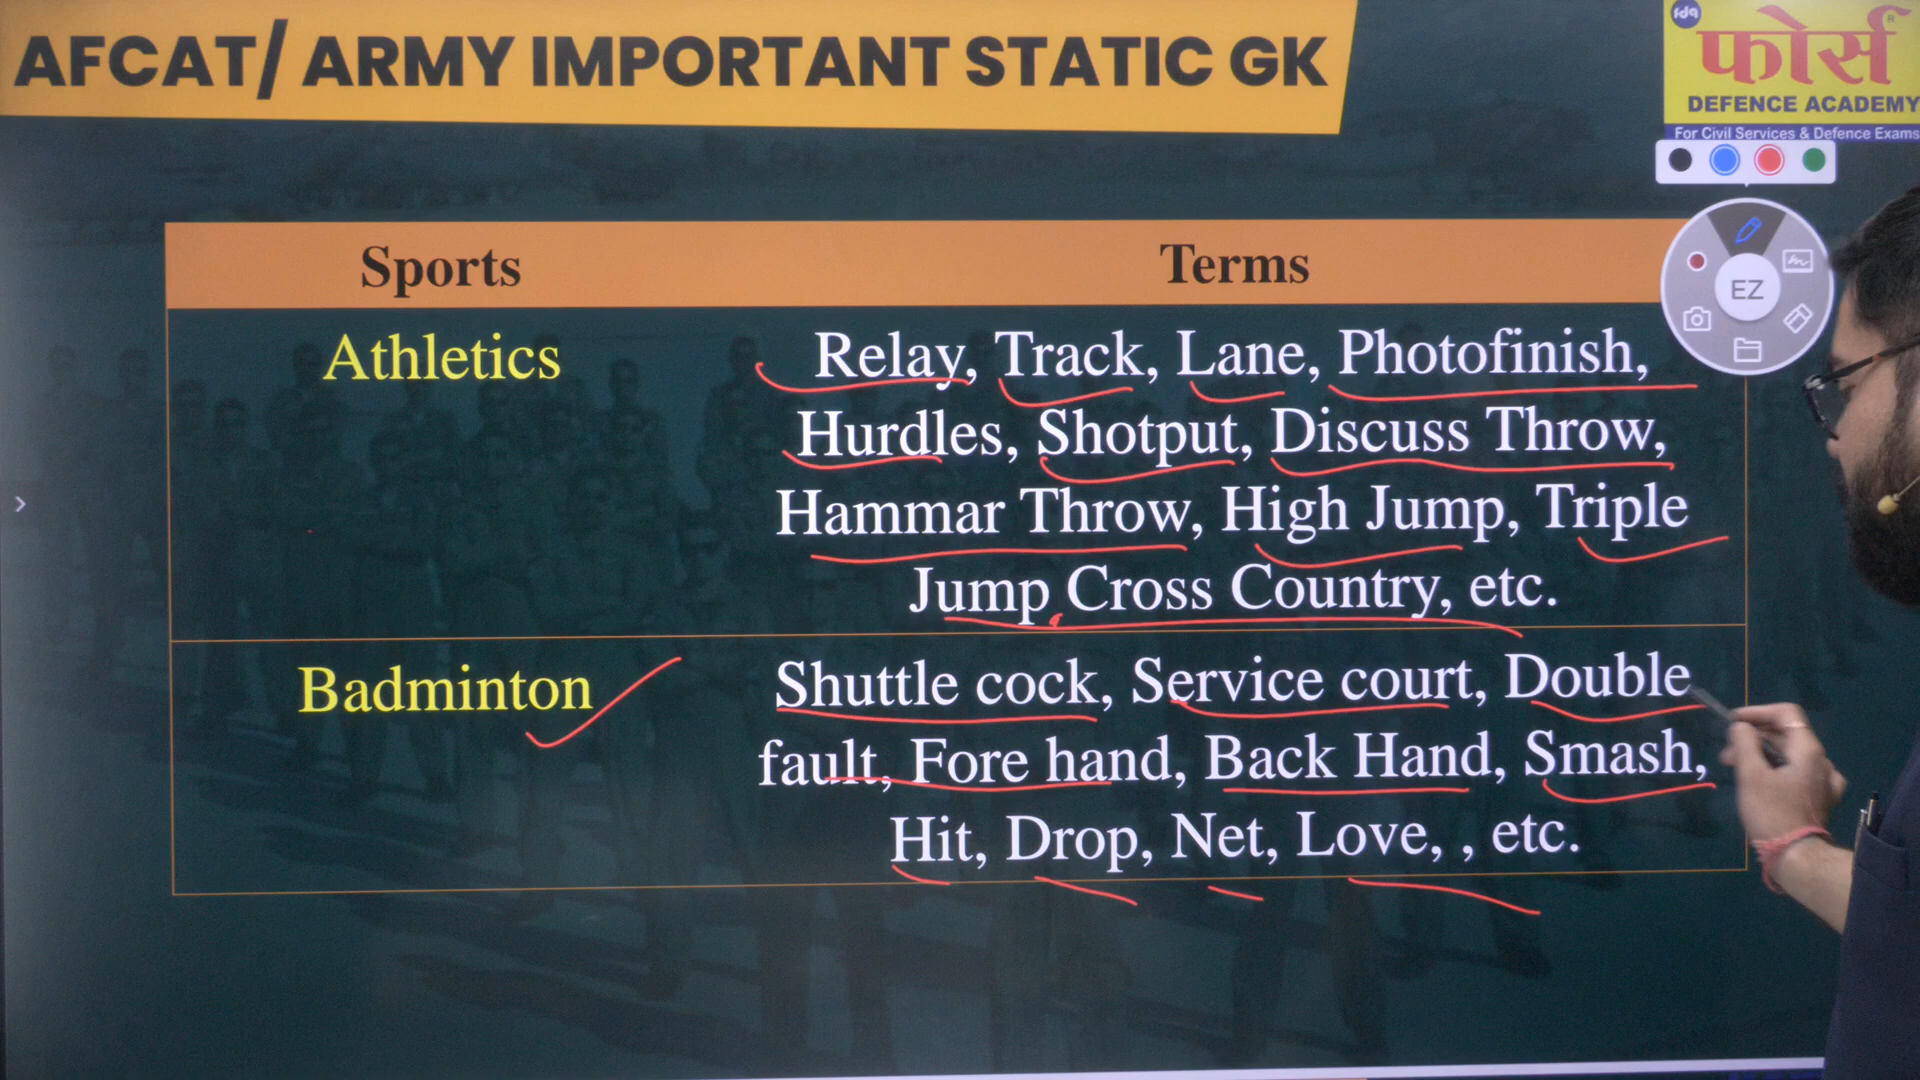 AFCAT/ ARMY IMPORTANT STATIC GK
fdq
फोर्स
R
DEFENCE ACADEMY
For Civil Services & Defence Exams
EZ
Sports
Terms
Athletics
Relay, Track, Lane, Photofinish,
Hurdles, Shotput, Discuss Throw,
Hammar Throw, High Jump, Triple
Jump Cross Country, etc.
Badminton
Shuttle cock, Service court, Double
fault, Fore hand, Back Hand, Smash,
Hit, Drop, Net, Love, , etc.